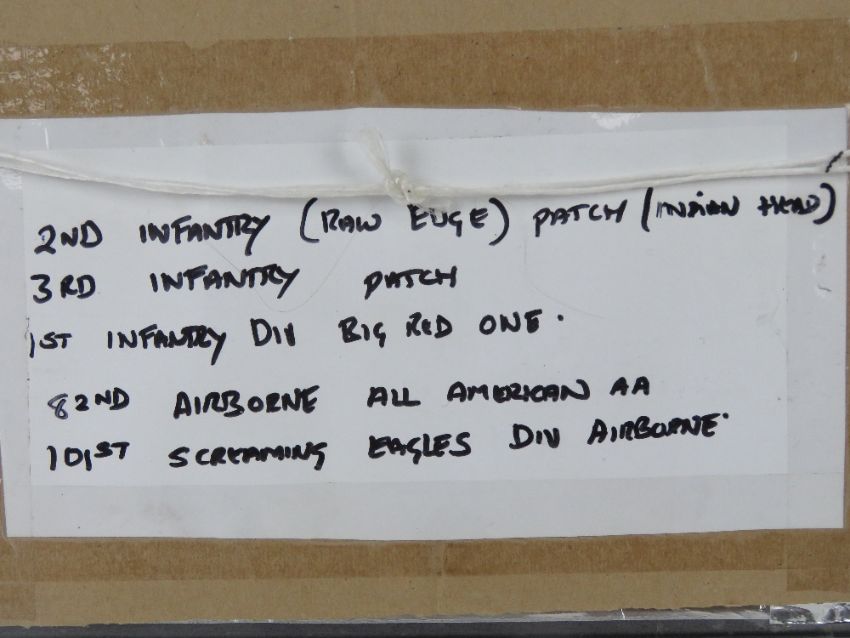 2ND INFANTRY (RAW EDGE) PATCH (INDIAN HEAD)
3RD INFANTRY PATCH
1ST INFANTRY DIV BIG RED ONE.
82ND AIRBORNE ALL AMERICAN AA
101ST SCREAMING EAGLES DIV AIRBORNE.